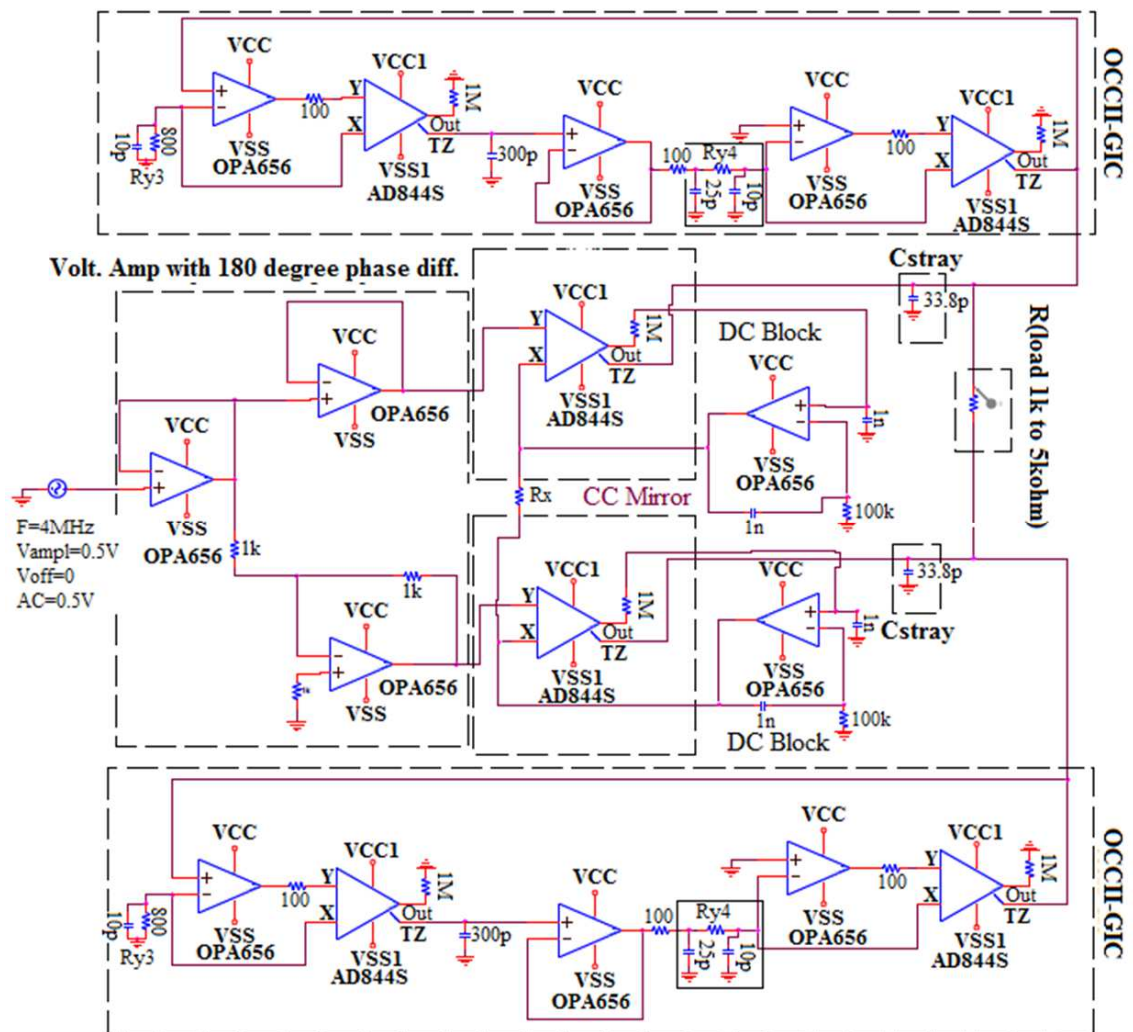 OCCII-GIC
VCC
VCC1
1M
VCC
VCC
VCC1
1M
+
−
100
Y
X
Out
TZ
VSS
OPA656
VSS1
AD844S
10p
800
Ry3
300p
+
−
VSS
OPA656
100
Ry4
25p
10p
+
−
VSS
OPA656
100
Y
X
Out
TZ
VSS1
AD844S
Volt. Amp with 180 degree phase diff.
Cstray
33.8p
VCC
−
+
OPA656
VSS
VCC1
Y
X
1M
Out
TZ
VSS1
AD844S
DC Block
VCC
+
−
1n
VSS
OPA656
1n
100k
R(load 1k to 5kohm)
VCC
−
+
VSS
OPA656
F=4MHz
Vampl=0.5V
Voff=0
AC=0.5V
1k
1k
Rx
CC Mirror
VCC
−
+
OPA656
VSS
1k
VCC1
Y
X
1M
Out
TZ
VSS1
AD844S
VCC
+
−
1n
VSS
OPA656
1n
100k
DC Block
33.8p
Cstray
OCCII-GIC
VCC
VCC1
1M
VCC
VCC
VCC1
1M
+
−
100
Y
X
Out
TZ
VSS
OPA656
VSS1
AD844S
10p
800
Ry3
300p
+
−
VSS
OPA656
100
Ry4
25p
10p
+
−
VSS
OPA656
100
Y
X
Out
TZ
VSS1
AD844S